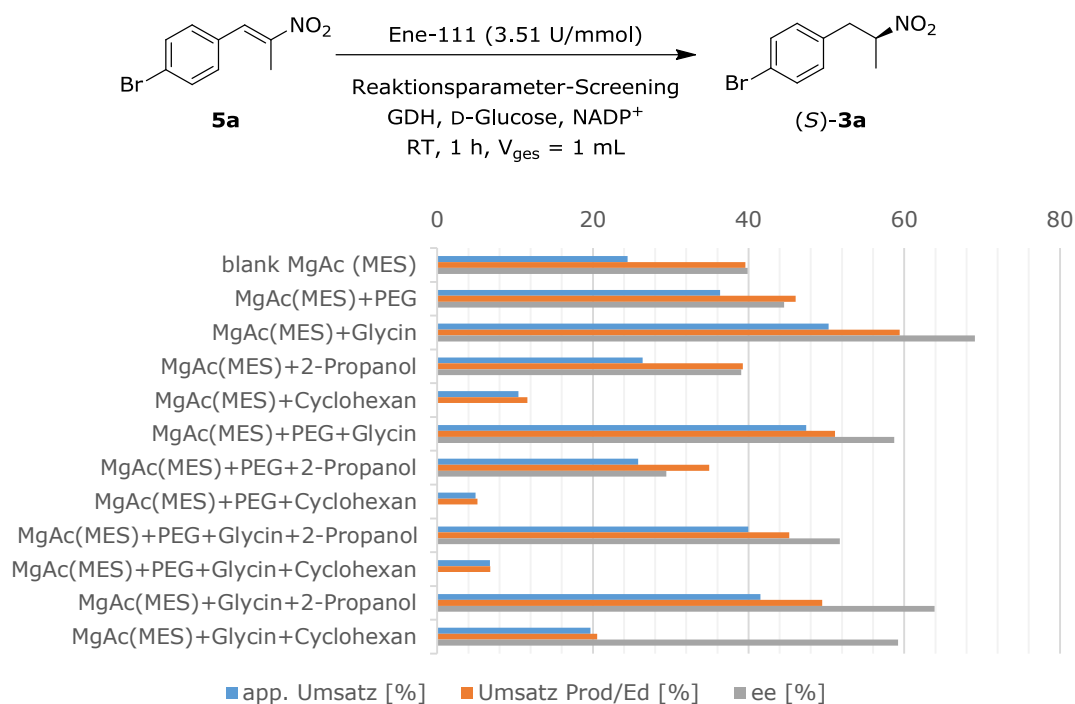 NO₂
Br
5a
Ene-111 (3.51 U/mmol)
Reaktionsparameter-Screening
GDH, D-Glucose, NADP⁺
RT, 1 h, V_ges = 1 mL
NO₂
Br
(S)-3a
0 20 40 60 80
blank MgAc (MES)
MgAc(MES)+PEG
MgAc(MES)+Glycin
MgAc(MES)+2-Propanol
MgAc(MES)+Cyclohexan
MgAc(MES)+PEG+Glycin
MgAc(MES)+PEG+2-Propanol
MgAc(MES)+PEG+Cyclohexan
MgAc(MES)+PEG+Glycin+2-Propanol
MgAc(MES)+PEG+Glycin+Cyclohexan
MgAc(MES)+Glycin+2-Propanol
MgAc(MES)+Glycin+Cyclohexan
app. Umsatz [%] Umsatz Prod/Ed [%] ee [%]